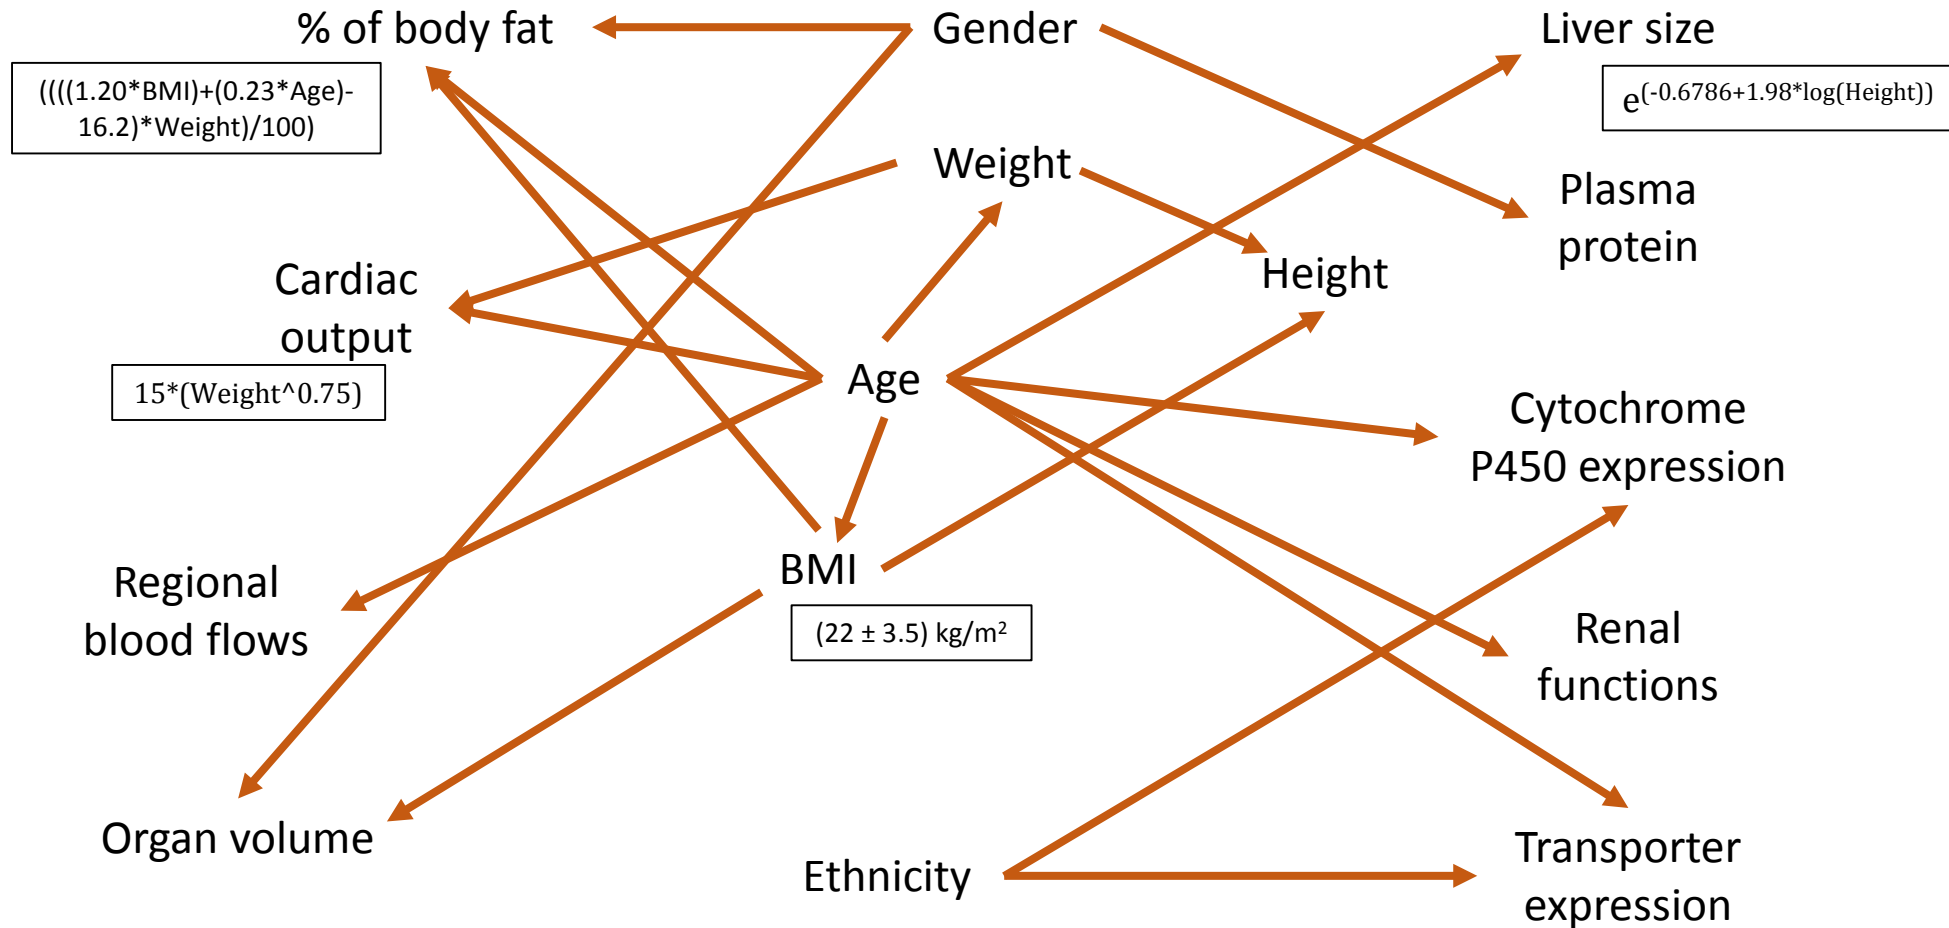 % of body fat
Gender
Liver size
((((1.20*BMI)+(0.23*Age)-
16.2)*Weight)/100)
e(-0.6786+1.98*log(Height))
Weight
Plasma
protein
Height
Cardiac
output
15*(Weight^0.75)
Age
Cytochrome
P450 expression
BMI
(22 ± 3.5) kg/m²
Regional
blood flows
Renal
functions
Organ volume
Ethnicity
Transporter
expression